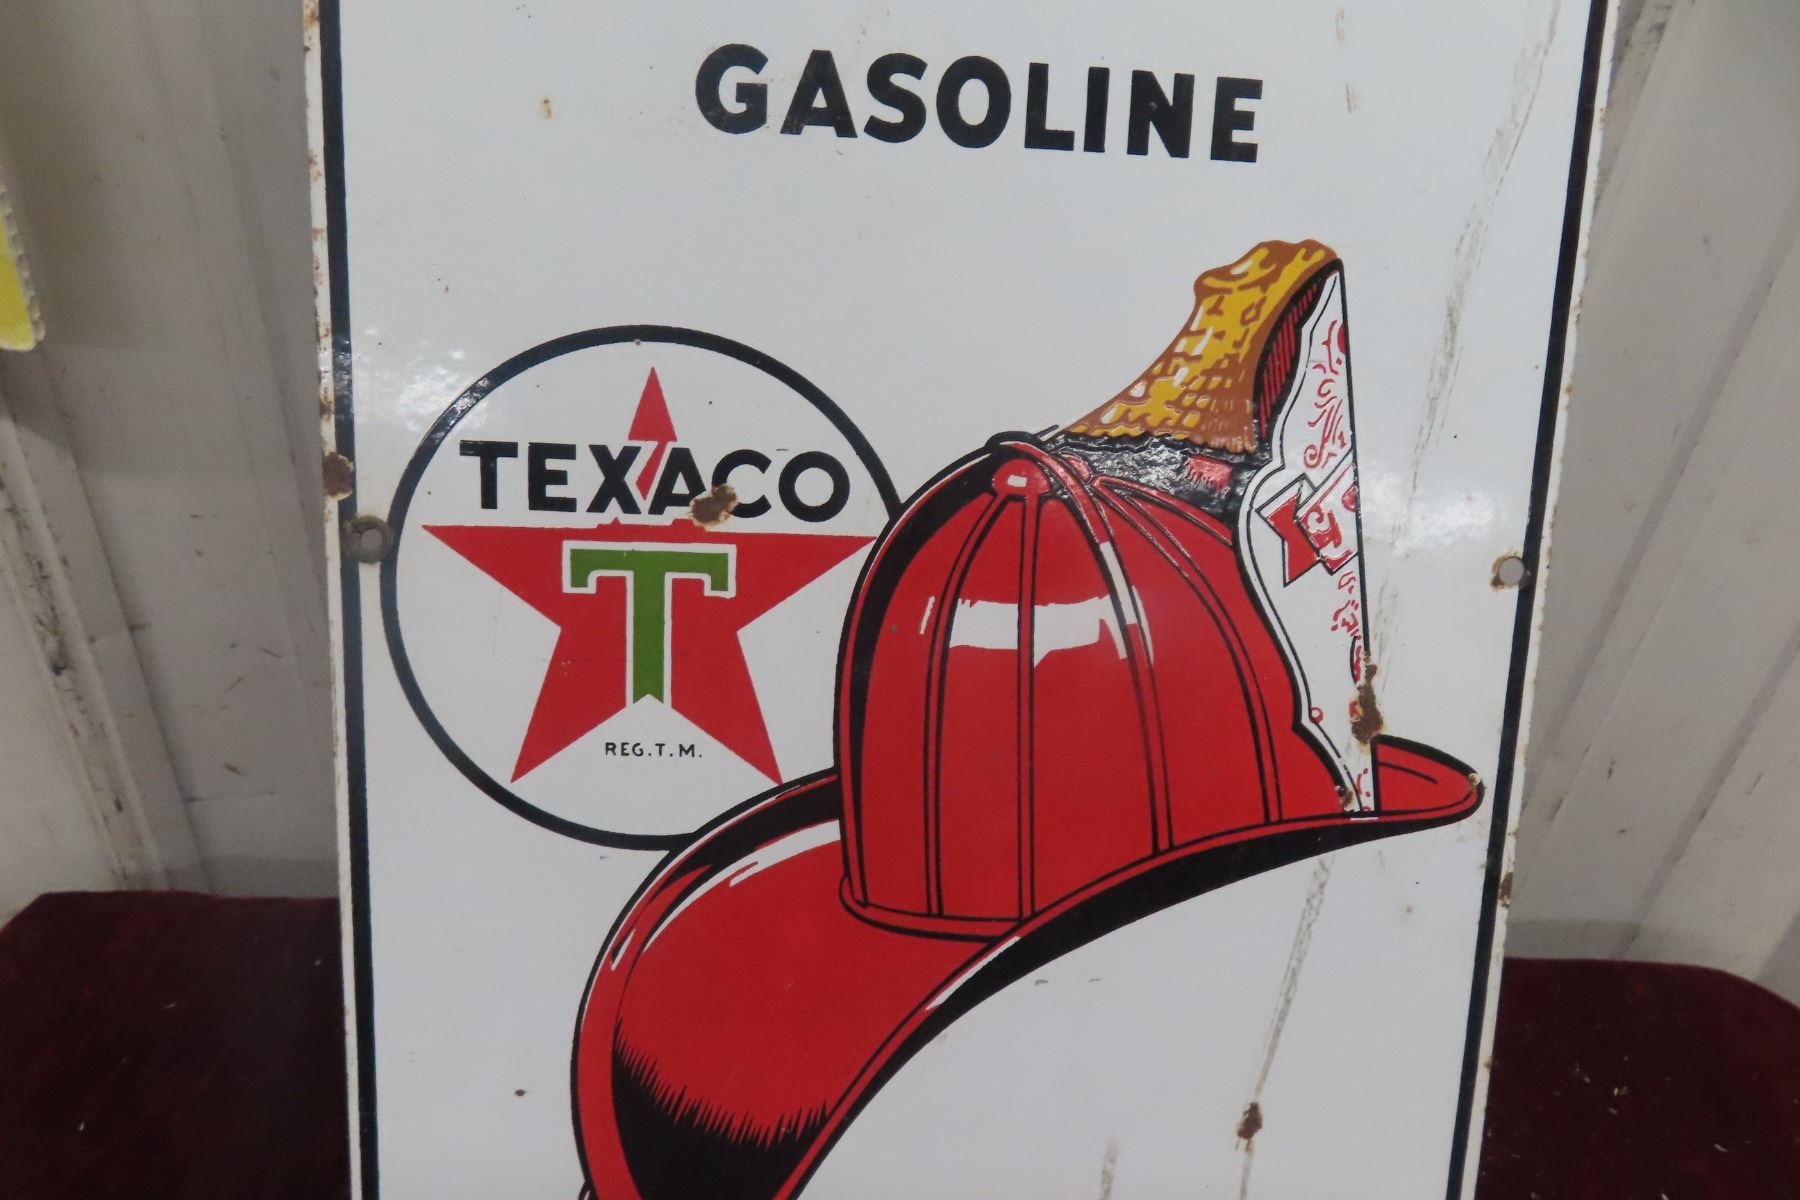 GASOLINE
TEXACO
T
REG.T.M.